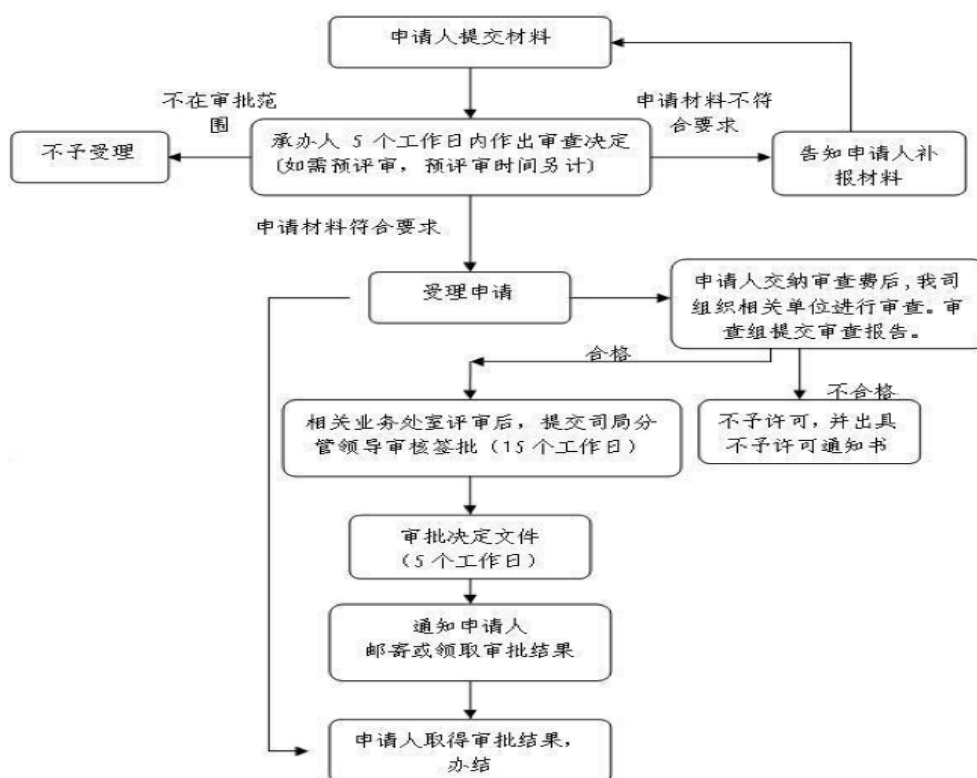 申请人提交材料
不在审批范
围
申请材料不符
合要求
不予受理
承办人 5 个工作日内作出审查决定
（如需预评审，预评审时间另计）
告知申请人补
报材料
申请材料符合要求
受理申请
申请人交纳审查费后，我司
组织相关单位进行审查。审
查组提交审查报告。
合格
不合格
相关业务处室评审后，提交司局分
管领导审核签批（15 个工作日）
不予许可，并出具
不予许可通知书
审批决定文件
（5 个工作日）
通知申请人
邮寄或领取审批结果
申请人取得审批结果，
办结